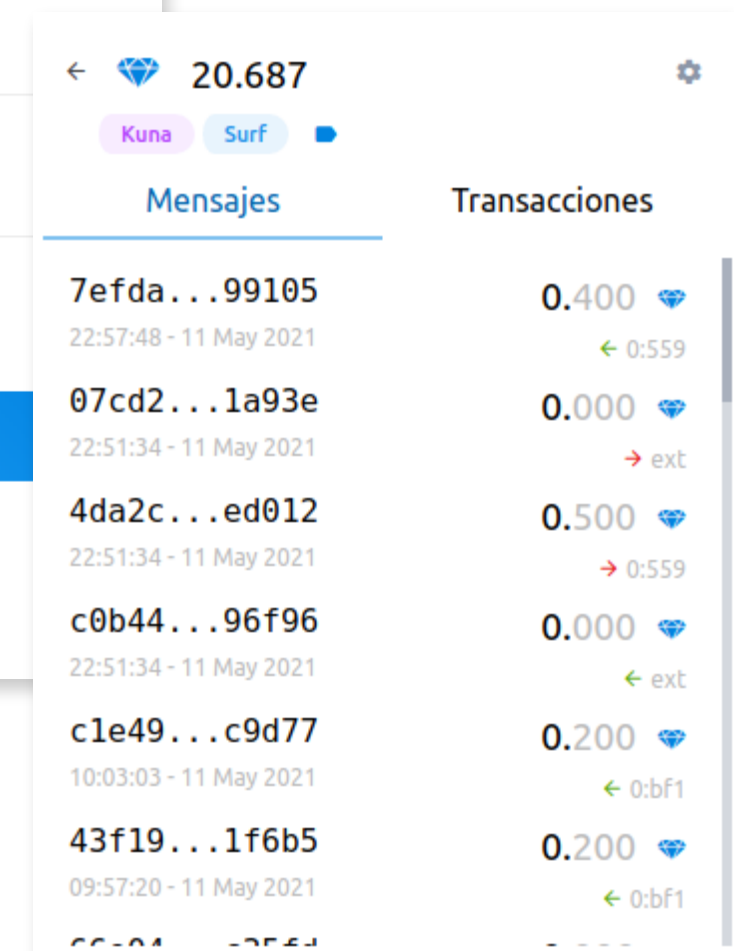 20.687
Kuna Surf
Mensajes Transacciones
7efda...99105 0.400
22:57:48 - 11 May 2021 0:559
07cd2...1a93e 0.000
22:51:34 - 11 May 2021 ext
4da2c...ed012 0.500
22:51:34 - 11 May 2021 0:559
c0b44...96f96 0.000
22:51:34 - 11 May 2021 ext
c1e49...c9d77 0.200
10:03:03 - 11 May 2021 0:bf1
43f19...1f6b5 0.200
09:57:20 - 11 May 2021 0:bf1